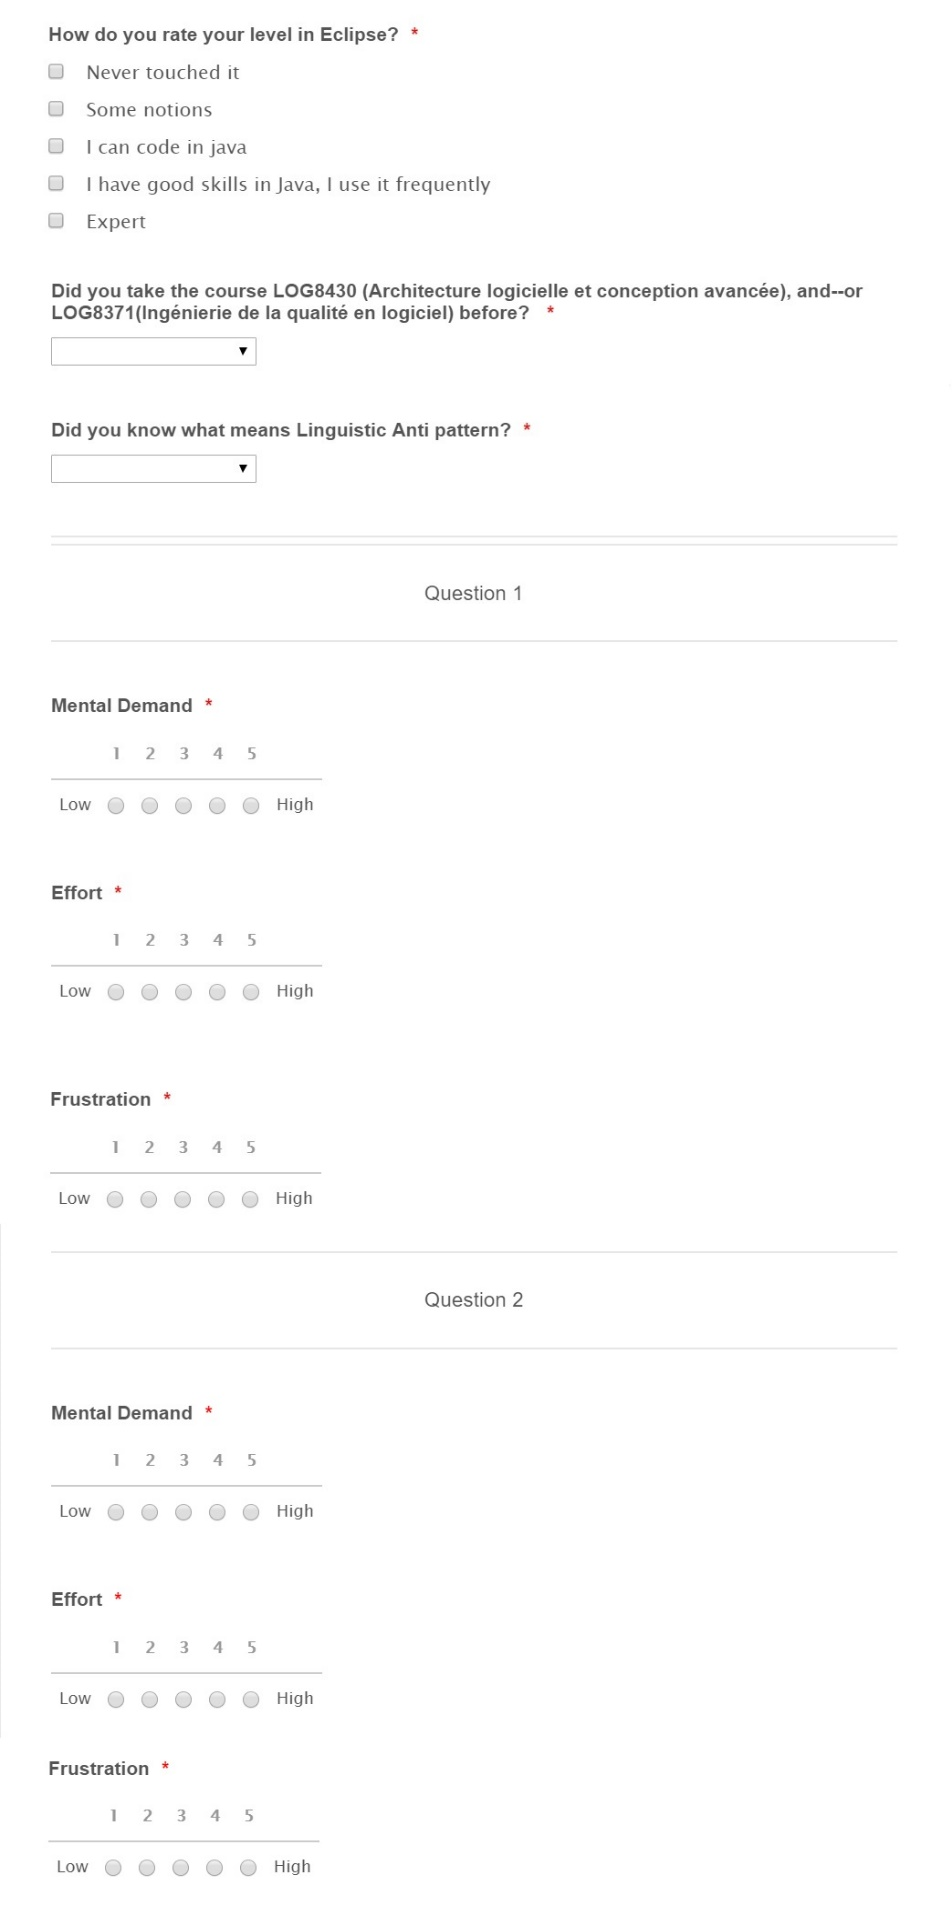 How do you rate your level in Eclipse? *
Never touched it
Some notions
I can code in java
I have good skills in Java, I use it frequently
Expert
Did you take the course LOG8430 (Architecture logicielle et conception avancée), and--or
LOG8371(Ingénierie de la qualité en logiciel) before? *
Did you know what means Linguistic Anti pattern? *
Question 1
Mental Demand *
1 2 3 4 5
Low High
Effort *
1 2 3 4 5
Low High
Frustration *
1 2 3 4 5
Low High
Question 2
Mental Demand *
1 2 3 4 5
Low High
Effort *
1 2 3 4 5
Low High
Frustration *
1 2 3 4 5
Low High